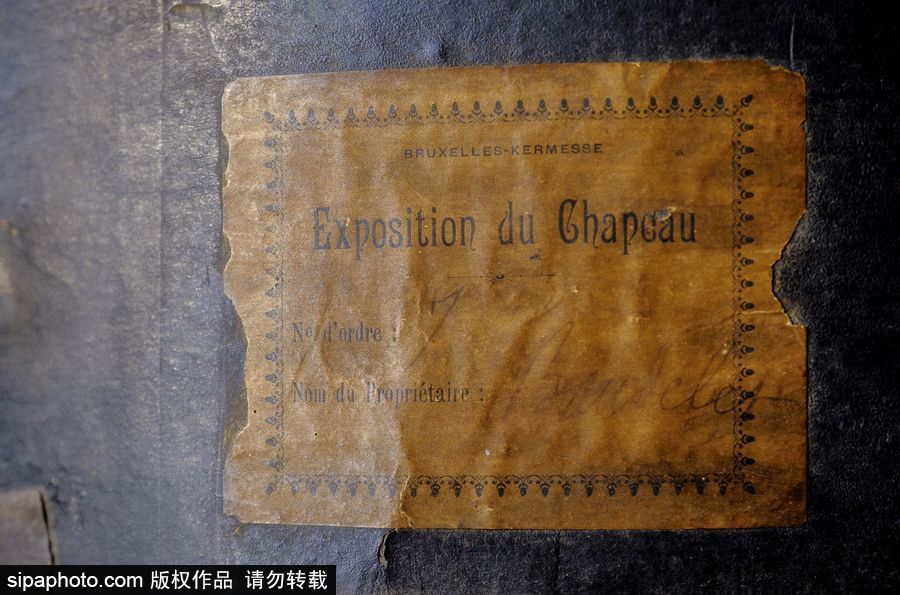 BRUXELLES-KERMESSE
Exposition du Chapeau
No d'ordre :
Nom du Propriétaire :
sipaphoto.com 版权作品 请勿转载